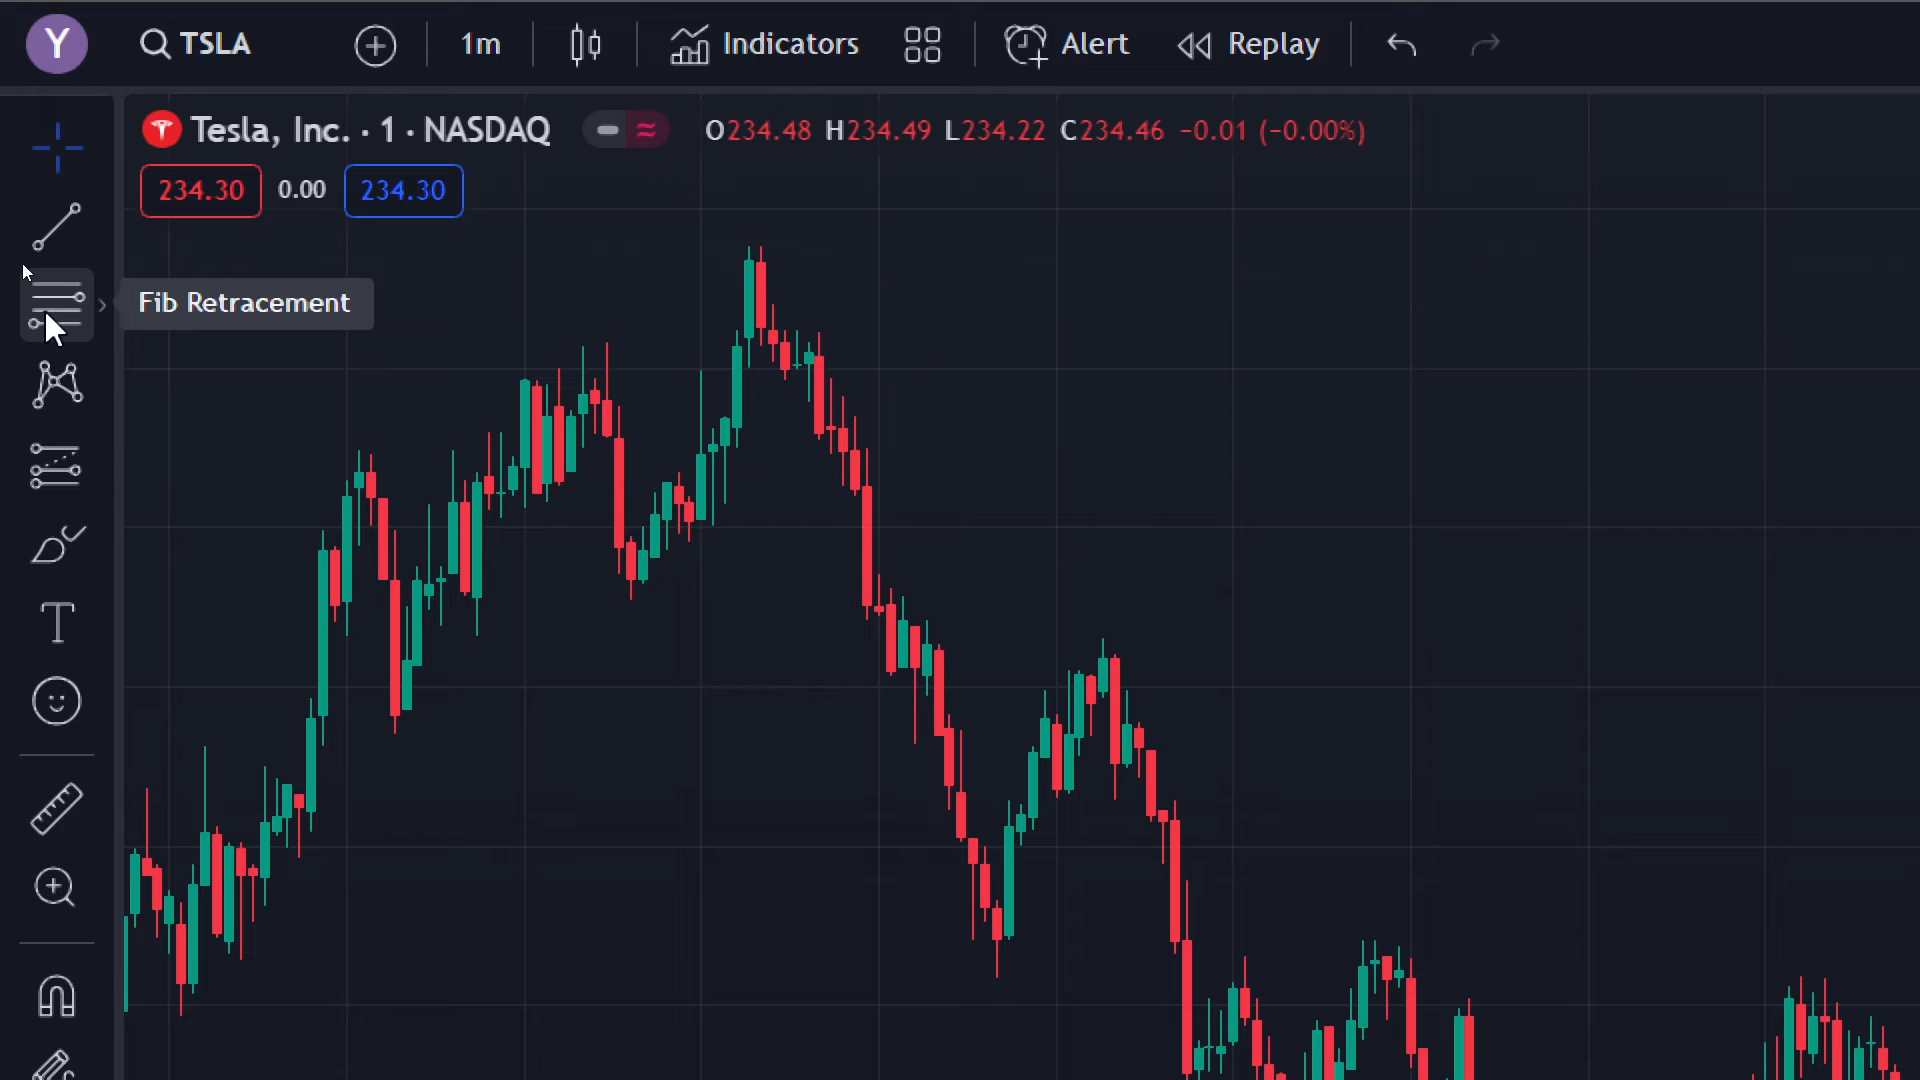 Y TSLA 1m Indicators Alert Replay
Tesla, Inc. · 1 · NASDAQ O234.48 H234.49 L234.22 C234.46 −0.01 (−0.00%)
234.30 0.00 234.30
Fib Retracement